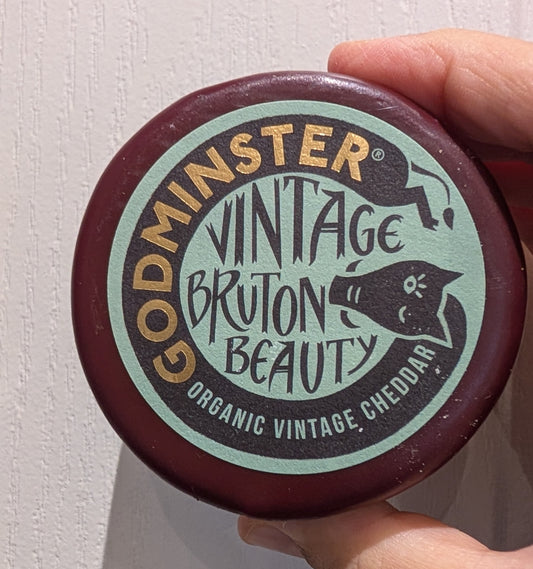 GODMINSTER®
VINTAGE
BRUTON
BEAUTY
ORGANIC VINTAGE CHEDDAR